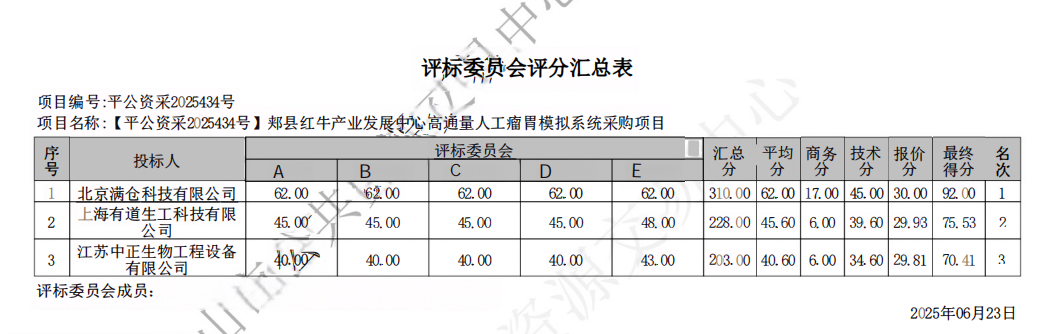 评标委员会评分汇总表
项目编号:平公资采2025434号
项目名称:【平公资采2025434号】郏县红牛产业发展中心高通量人工瘤胃模拟系统采购项目
序号 投标人 评标委员会 汇总分 平均分 商务分 技术分 报价分 最终得分 名次
A B C D E
1 北京满仓科技有限公司 62.00 62.00 62.00 62.00 62.00 310.00 62.00 17.00 45.00 30.00 92.00 1
2 上海有道生工科技有限公司 45.00 45.00 45.00 45.00 48.00 228.00 45.60 6.00 39.60 29.93 75.53 2
3 江苏中正生物工程设备有限公司 40.00 40.00 40.00 40.00 43.00 203.00 40.60 6.00 34.60 29.81 70.41 3
评标委员会成员:
2025年06月23日